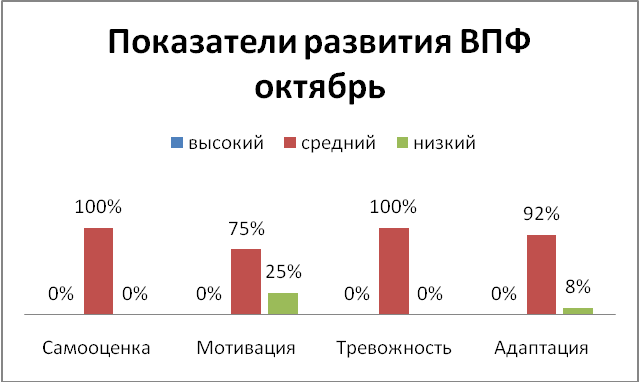 Показатели развития ВПФ
октябрь
высокий средний низкий
100% 100%
92%
75%
25%
8%
0% 0% 0% 0% 0% 0%
Самооценка Мотивация Тревожность Адаптация